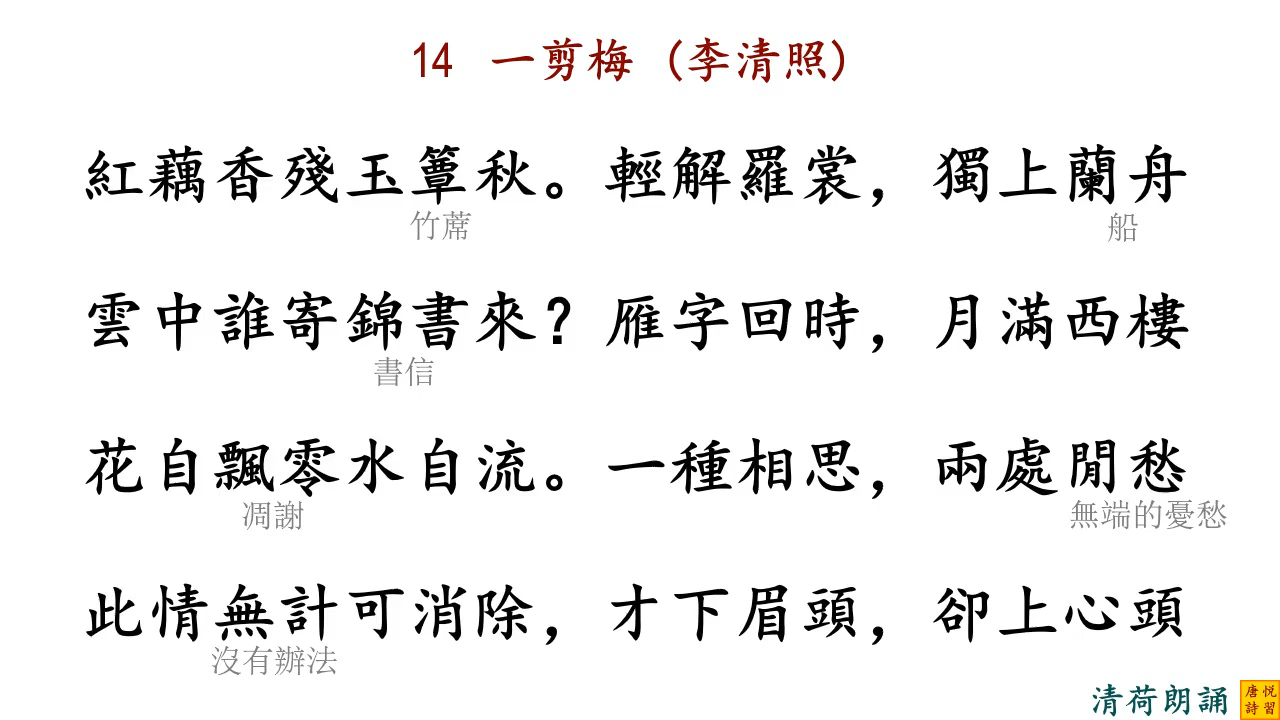 14 一剪梅 (李清照)
紅藕香殘玉簟秋。輕解羅裳，獨上蘭舟
竹蓆 船
雲中誰寄錦書來？雁字回時，月滿西樓
書信
花自飄零水自流。一種相思，兩處閒愁
凋謝 無端的憂愁
此情無計可消除，才下眉頭，卻上心頭
沒有辦法
清荷朗誦
唐悅
詩習